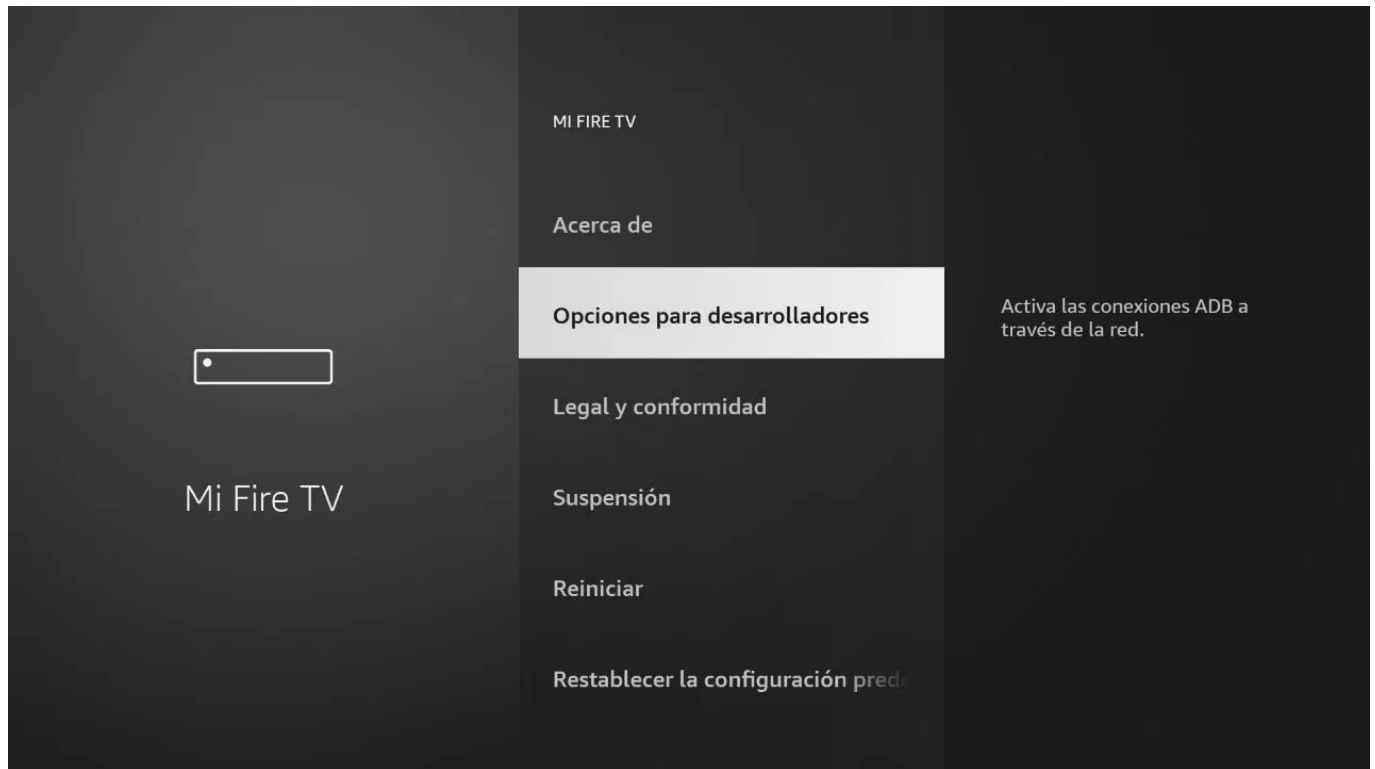 MI FIRE TV
Acerca de
Opciones para desarrolladores
Activa las conexiones ADB a
través de la red.
Legal y conformidad
Mi Fire TV
Suspensión
Reiniciar
Restablecer la configuración